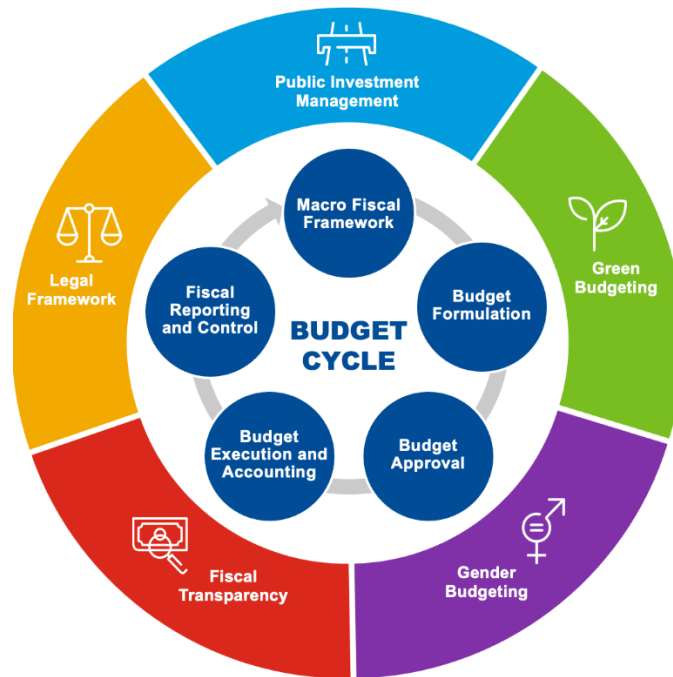 Public Investment
Management
Green
Budgeting
Gender
Budgeting
Fiscal
Transparency
Legal
Framework
Macro Fiscal
Framework
Budget
Formulation
Budget
Approval
Budget
Execution and
Accounting
Fiscal
Reporting
and Control
BUDGET
CYCLE